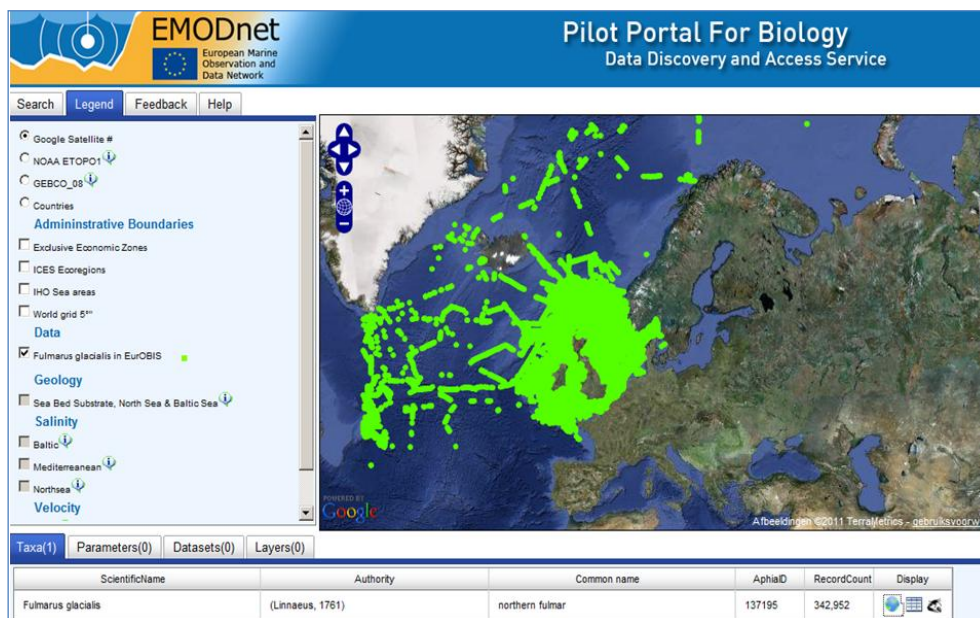 EMODnet
European Marine
Observation and
Data Network
Pilot Portal For Biology
Data Discovery and Access Service
Search Legend Feedback Help
Google Satellite #
NOAA ETOPO1
GEBCO_08
Countries
Admininstrative Boundaries
Exclusive Economic Zones
ICES Ecoregions
IHO Sea areas
World grid 5°
Data
Fulmarus glacialis in EurOBIS
Geology
Sea Bed Substrate, North Sea & Baltic Sea
Salinity
Baltic
Mediterreanean
Northsea
Velocity
POWERED BY
Google
Afbeeldingen ©2011 TerraMetrics - gebruiksvoorw
Taxa(1) Parameters(0) Datasets(0) Layers(0)
ScientificName Authority Common name AphiaID RecordCount Display
Fulmarus glacialis (Linnaeus, 1761) northern fulmar 137195 342,952